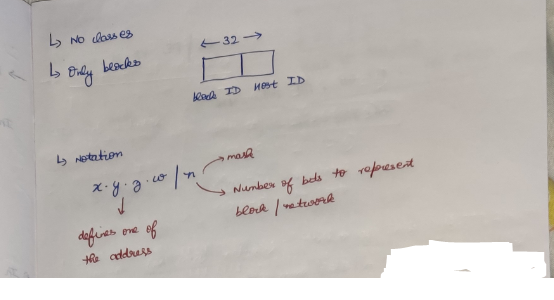 ↳ No classes
↳ Only blocks
← 32 →
block ID Host ID
↳ Notation
x.y.z.w / n
→ mask
→ Number of bits to represent
block / network
defines one of
the address